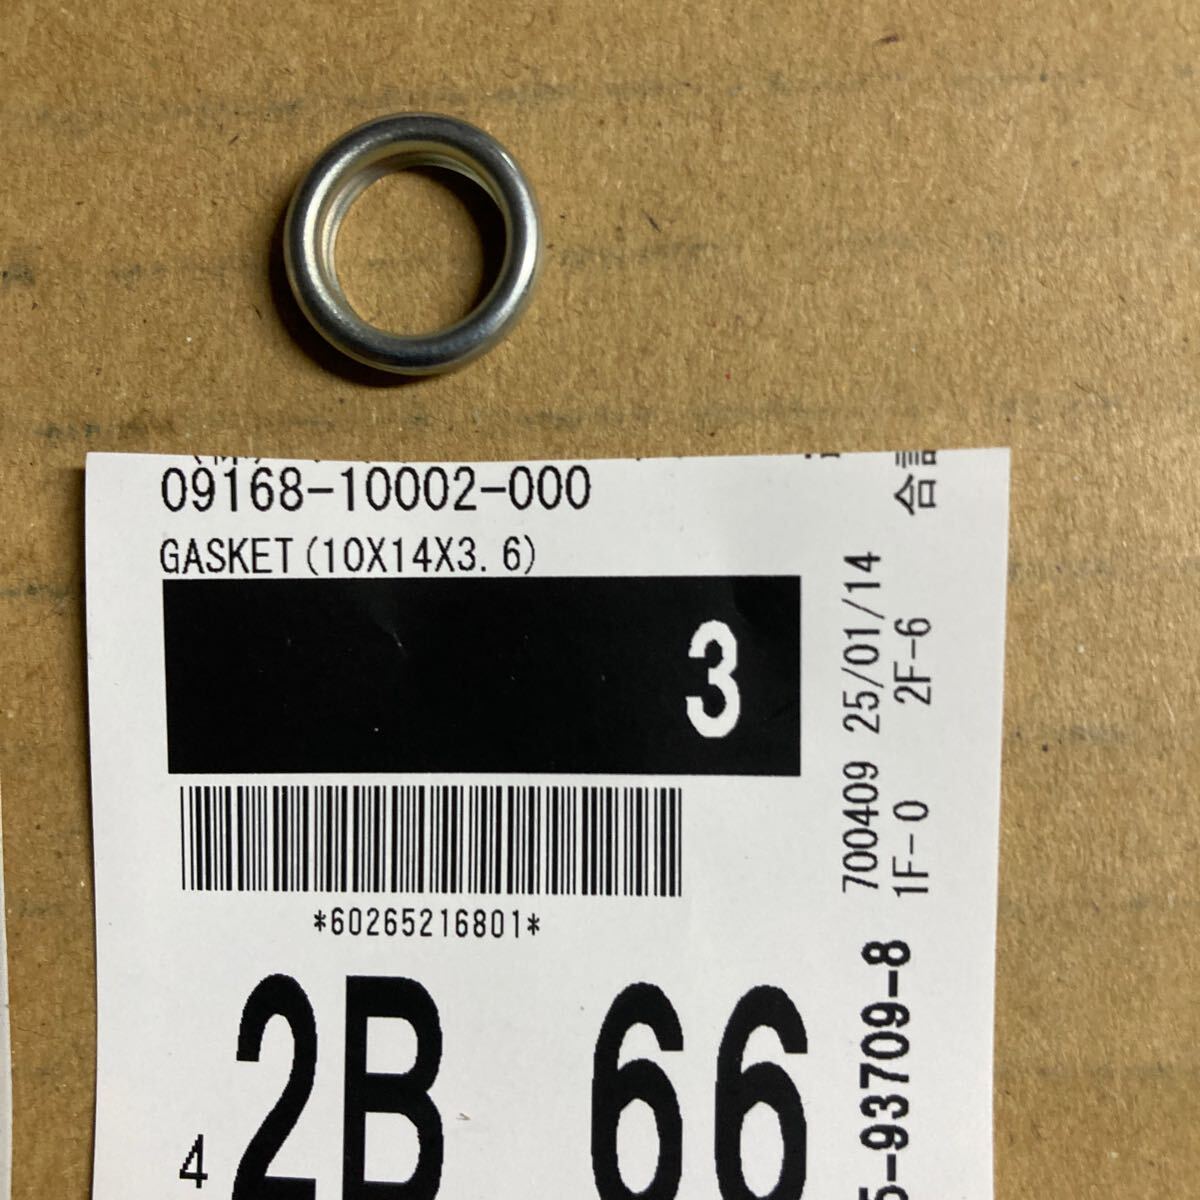 09168-10002-000
GASKET(10X14X3.6)
3
*60265216801*
4 2B 66
700409 25/01/14
1F-0 2F-6
5-93709-8